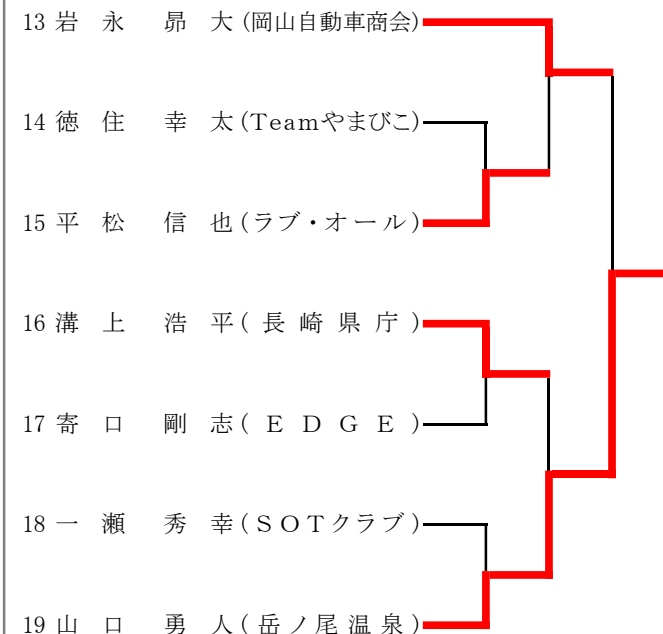 13 岩永 昴大 (岡山自動車商会)
14 徳住 幸太 (Teamやまびこ)
15 平松 信也 (ラブ・オール)
16 溝上 浩平 (長崎県庁)
17 寄口 剛志 (ＥＤＧＥ)
18 一瀬 秀幸 (ＳＯＴクラブ)
19 山口 勇人 (岳ノ尾温泉)